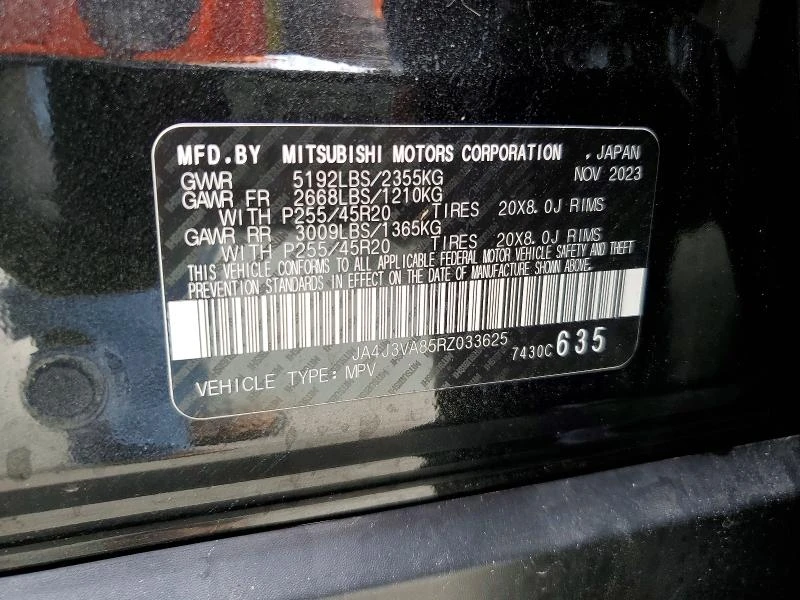 MFD.BY MITSUBISHI MOTORS CORPORATION , JAPAN
GVWR 5192LBS/2355KG NOV 2023
GAWR FR 2668LBS/1210KG
WITH P255/45R20 TIRES 20X8.0J RIMS
GAWR RR 3009LBS/1365KG
WITH P255/45R20 TIRES 20X8.0J RIMS
THIS VEHICLE CONFORMS TO ALL APPLICABLE FEDERAL MOTOR VEHICLE SAFETY AND THEFT
PREVENTION STANDARDS IN EFFECT ON THE DATE OF MANUFACTURE SHOWN ABOVE.
JA4J3VA85RZ033625 7430C 635
VEHICLE TYPE: MPV